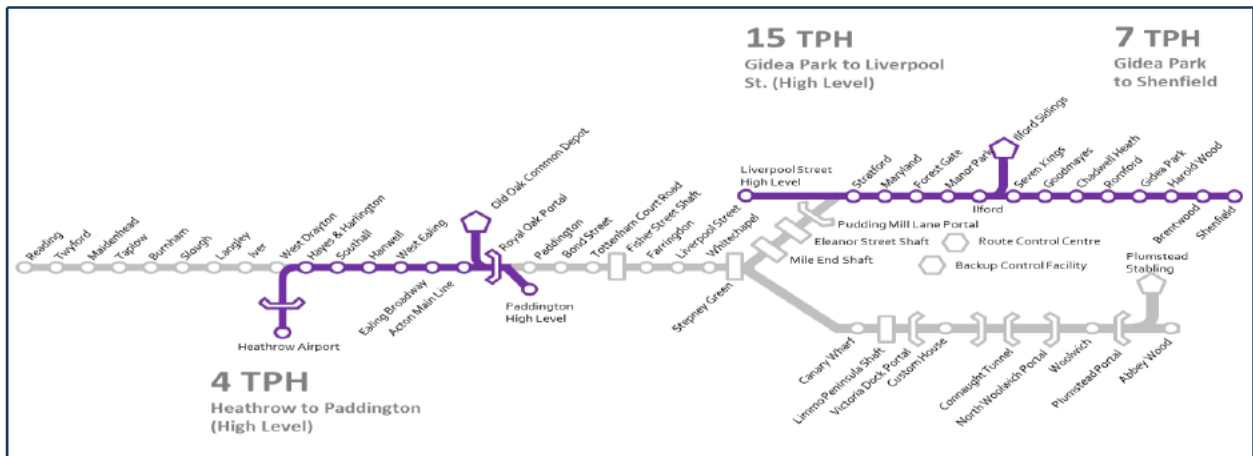 15 TPH
Gidea Park to Liverpool
St. (High Level)
7 TPH
Gidea Park
to Shenfield
Reading
Twyford
Maidenhead
Taplow
Burnham
Slough
Langley
Iver
West Drayton
Hayes & Harlington
Southall
Hanwell
West Ealing
Ealing Broadway
Acton Main Line
Old Oak Common Depot
Royal Oak Portal
Paddington
High Level
Heathrow Airport
Paddington
Bond Street
Tottenham Court Road
Fisher Street Shaft
Farringdon
Liverpool Street
Whitechapel
Stepney Green
Liverpool Street
High Level
Stratford
Maryland
Forest Gate
Manor Park
Ilford
Ilford Sidings
Seven Kings
Goodmayes
Chadwell Heath
Romford
Gidea Park
Harold Wood
Brentwood
Shenfield
Pudding Mill Lane Portal
Eleanor Street Shaft
Mile End Shaft
Route Control Centre
Backup Control Facility
Plumstead
Stabling
Canary Wharf
Limmo Peninsula Shaft
Victoria Dock Portal
Custom House
Connaught Tunnel
North Woolwich Portal
Woolwich
Plumstead Portal
Abbey Wood
4 TPH
Heathrow to Paddington
(High Level)